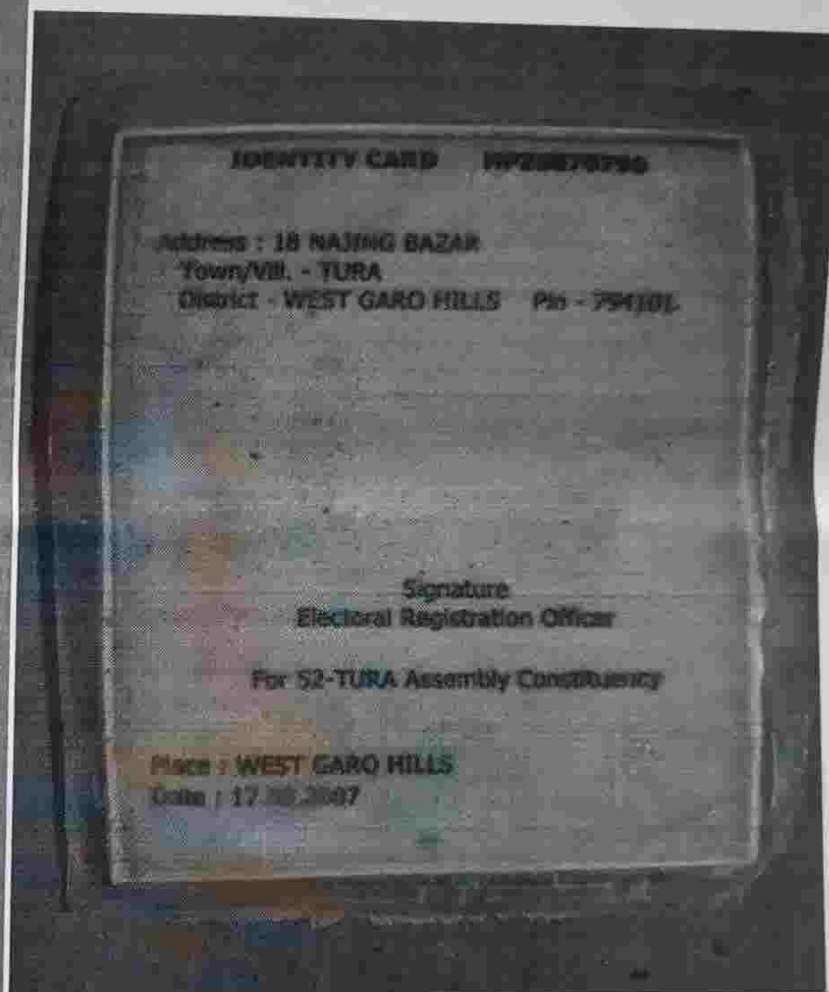 IDENTITY CARD
Address : 18 NAJING BAZAR
Town/Vill. - TURA
District - WEST GARO HILLS Pin - 794101
Signature
Electoral Registration Officer
For 52-TURA Assembly Constituency
Place : WEST GARO HILLS
Date :